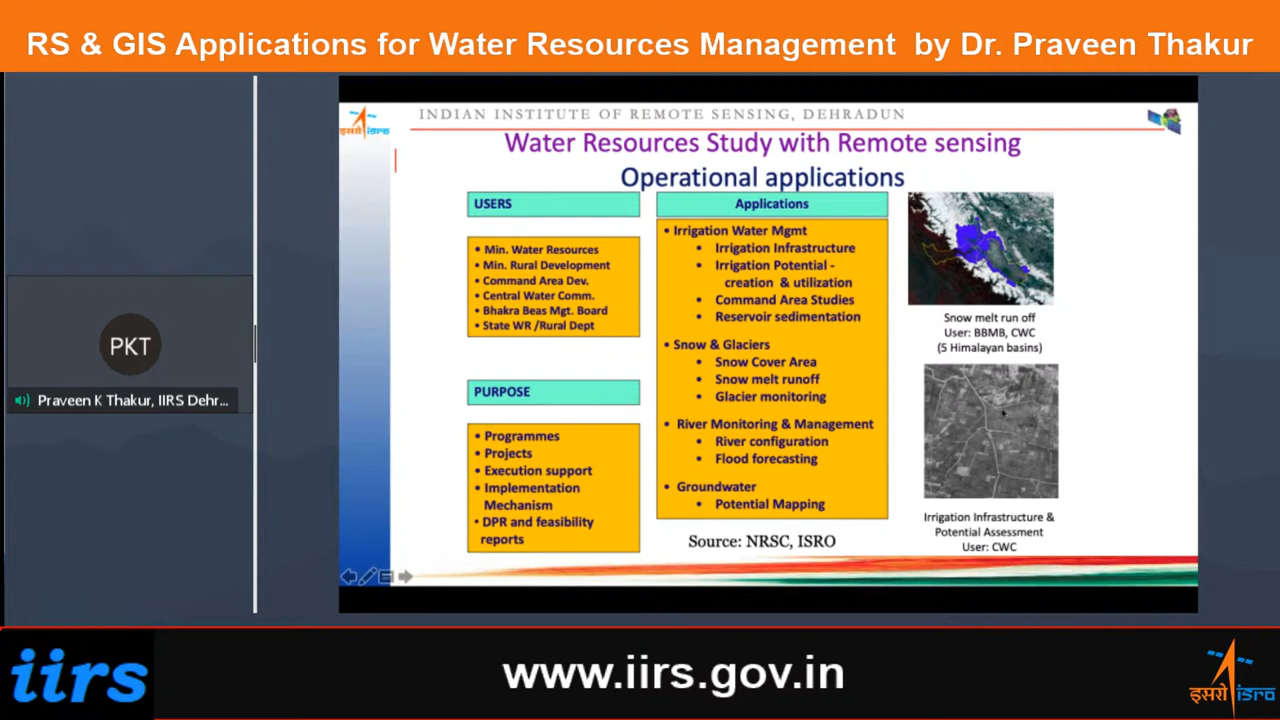 RS & GIS Applications for Water Resources Management by Dr. Praveen Thakur
PKT
Praveen K Thakur, IIRS Dehr...
इसरो isro
INDIAN INSTITUTE OF REMOTE SENSING, DEHRADUN
Water Resources Study with Remote sensing
Operational applications
USERS
• Min. Water Resources
• Min. Rural Development
• Command Area Dev.
• Central Water Comm.
• Bhakra Beas Mgt. Board
• State WR /Rural Dept
PURPOSE
• Programmes
• Projects
• Execution support
• Implementation
Mechanism
• DPR and feasibility
reports
Applications
• Irrigation Water Mgmt
• Irrigation Infrastructure
• Irrigation Potential -
creation & utilization
• Command Area Studies
• Reservoir sedimentation
• Snow & Glaciers
• Snow Cover Area
• Snow melt runoff
• Glacier monitoring
• River Monitoring & Management
• River configuration
• Flood forecasting
• Groundwater
• Potential Mapping
Source: NRSC, ISRO
Snow melt run off
User: BBMB, CWC
(5 Himalayan basins)
Irrigation Infrastructure &
Potential Assessment
User: CWC
iirs
www.iirs.gov.in
इसरो isro